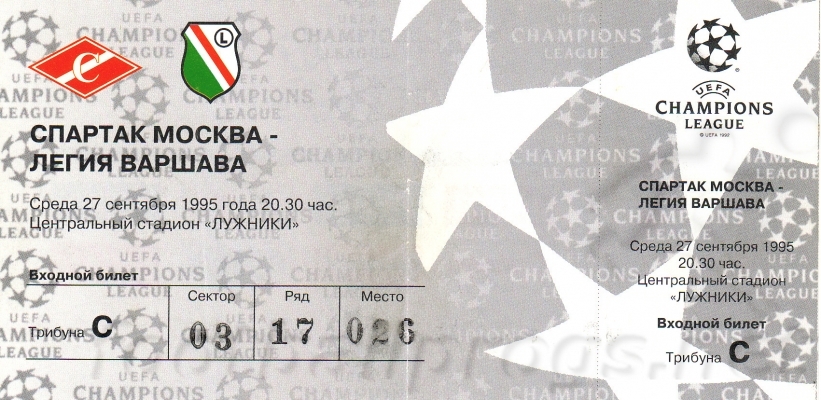 СПАРТАК МОСКВА -
ЛЕГИЯ ВАРШАВА
Среда 27 сентября 1995 года 20.30 час.
Центральный стадион «ЛУЖНИКИ»
Входной билет
Сектор Ряд Место
Трибуна С 03 17 026
UEFA
CHAMPIONS
LEAGUE
© UEFA 1992
СПАРТАК МОСКВА -
ЛЕГИЯ ВАРШАВА
Среда 27 сентября 1995
20.30 час.
Центральный стадион
«ЛУЖНИКИ»
Входной билет
Трибуна С